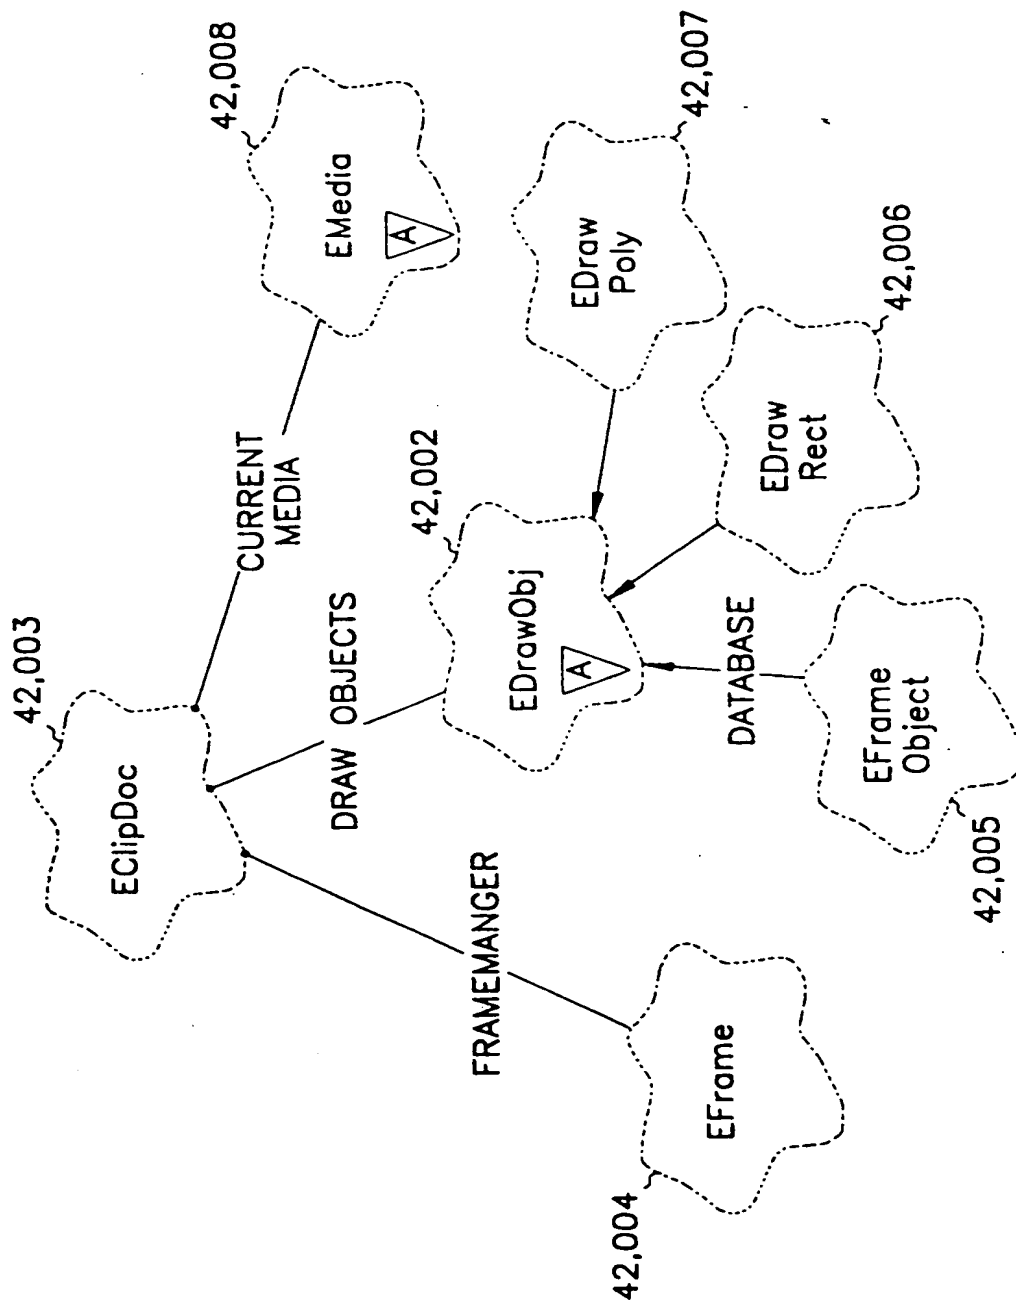 42,003
EClipDoc
42,008
EMedia
A
CURRENT
MEDIA
DRAW OBJECTS
FRAMEMANGER
42,002
EDrawObj
A
42,007
EDraw
Poly
42,004
EFrame
DATABASE
42,006
EDraw
Rect
42,005
EFrame
Object